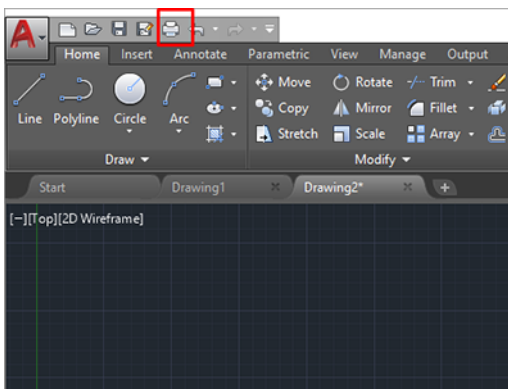 A
Home Insert Annotate Parametric View Manage Output
Line Polyline Circle Arc
Move Rotate Trim
Copy Mirror Fillet
Stretch Scale Array
Draw Modify
Start Drawing1 Drawing2*
[−][Top][2D Wireframe]